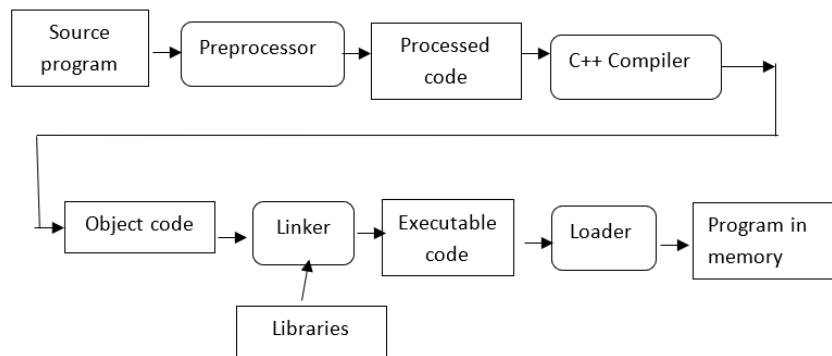 Source
program
Preprocessor
Processed
code
C++ Compiler
Object code
Linker
Executable
code
Loader
Program in
memory
Libraries